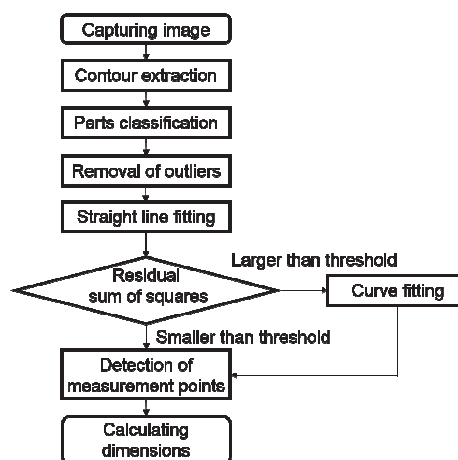 Capturing image
Contour extraction
Parts classification
Removal of outliers
Straight line fitting
Residual
sum of squares
Larger than threshold
Curve fitting
Smaller than threshold
Detection of
measurement points
Calculating
dimensions